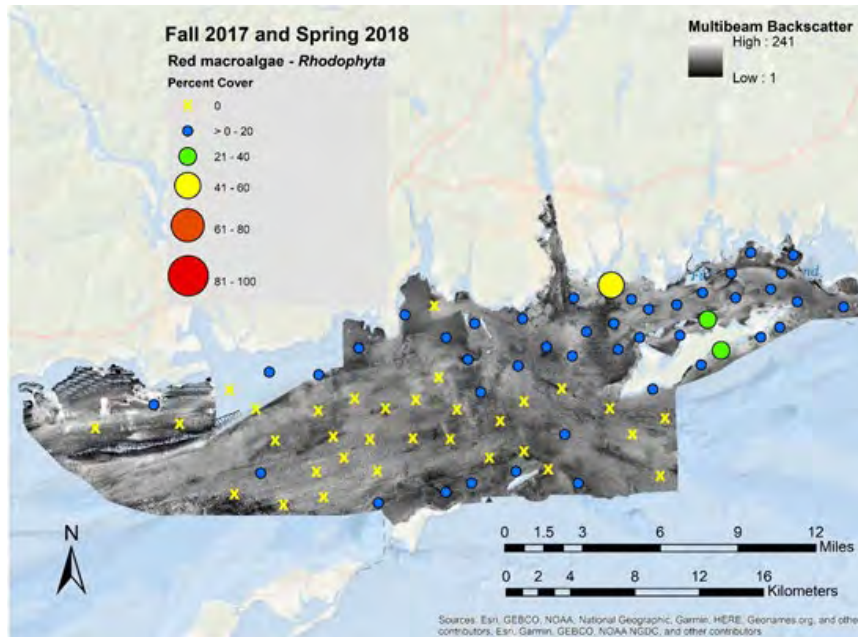 Fall 2017 and Spring 2018
Red macroalgae - Rhodophyta
Percent Cover
0
> 0 - 20
21 - 40
41 - 60
61 - 80
81 - 100
Multibeam Backscatter
High : 241
Low : 1
N
0 1.5 3 6 9 12
Miles
0 2 4 8 12 16
Kilometers
Sources: Esri, GEBCO, NOAA, National Geographic, Garmin, HERE, Geonames.org, and other
contributors, Esri, Garmin, GEBCO, NOAA NGDC, and other contributors